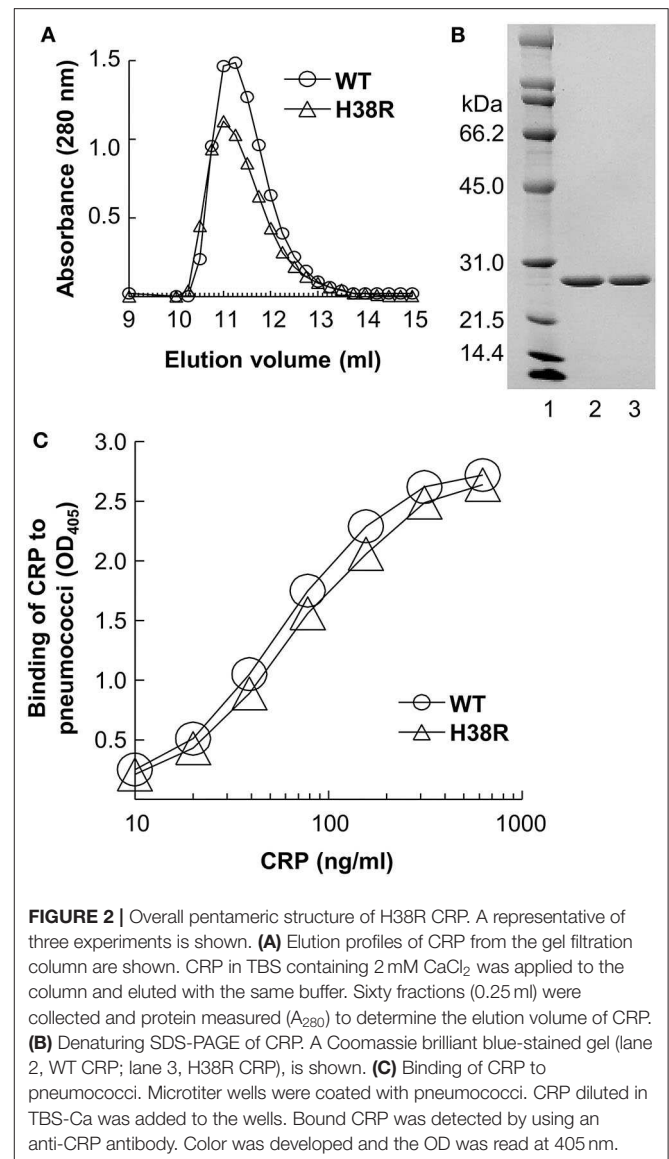 A
Absorbance (280 nm)
1.5
1.0
0.5
WT
H38R
9 10 11 12 13 14 15
Elution volume (ml)
B
kDa
66.2
45.0
31.0
21.5
14.4
1 2 3
C
Binding of CRP to
pneumococci (OD405)
3.0
2.5
2.0
1.5
1.0
0.5
WT
H38R
10 100 1000
CRP (ng/ml)
FIGURE 2 | Overall pentameric structure of H38R CRP. A representative of
three experiments is shown. (A) Elution profiles of CRP from the gel filtration
column are shown. CRP in TBS containing 2 mM CaCl2 was applied to the
column and eluted with the same buffer. Sixty fractions (0.25 ml) were
collected and protein measured (A280) to determine the elution volume of CRP.
(B) Denaturing SDS-PAGE of CRP. A Coomassie brilliant blue-stained gel (lane
2, WT CRP; lane 3, H38R CRP), is shown. (C) Binding of CRP to
pneumococci. Microtiter wells were coated with pneumococci. CRP diluted in
TBS-Ca was added to the wells. Bound CRP was detected by using an
anti-CRP antibody. Color was developed and the OD was read at 405 nm.